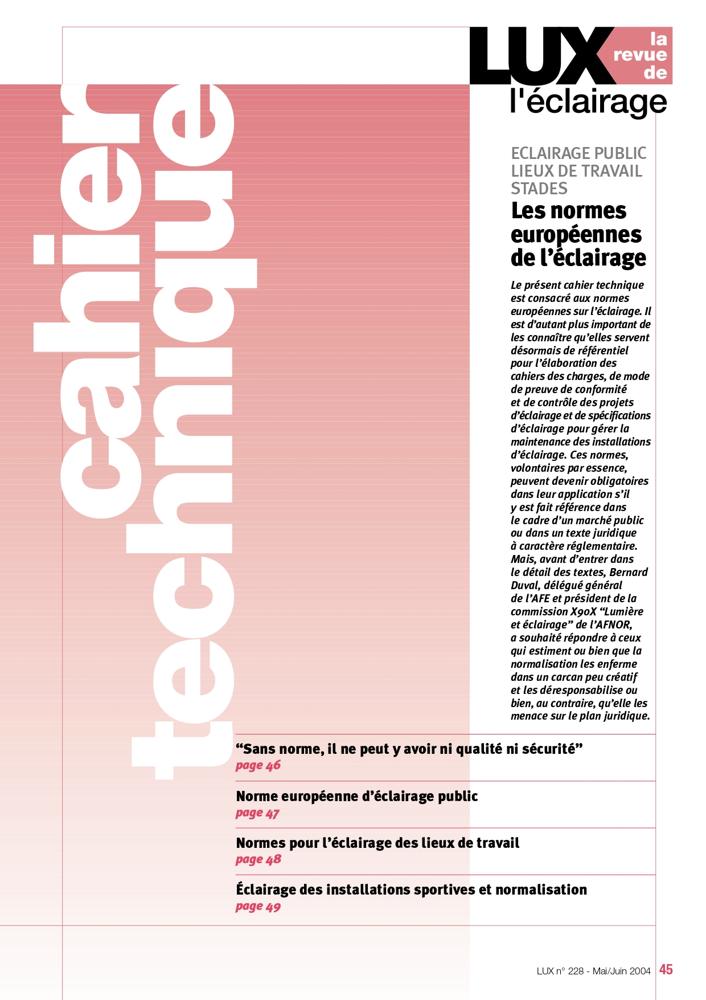 LUX
la
revue
de
l'éclairage
cahier
technique
ECLAIRAGE PUBLIC
LIEUX DE TRAVAIL
STADES
Les normes
européennes
de l’éclairage
Le présent cahier technique
est consacré aux normes
européennes sur l’éclairage. Il
est d’autant plus important de
les connaître qu’elles servent
désormais de référentiel
pour l’élaboration des
cahiers des charges, de mode
de preuve de conformité
et de contrôle des projets
d’éclairage et de spécifications
d’éclairage pour gérer la
maintenance des installations
d’éclairage. Ces normes,
volontaires par essence,
peuvent devenir obligatoires
dans leur application s’il
y est fait référence dans
le cadre d’un marché public
ou dans un texte juridique
à caractère réglementaire.
Mais, avant d’entrer dans
le détail des textes, Bernard
Duval, délégué général
de l’AFE et président de la
commission X90X “Lumière
et éclairage” de l’AFNOR,
a souhaité répondre à ceux
qui estiment ou bien que la
normalisation les enferme
dans un carcan peu créatif
et les déresponsabilise ou
bien, au contraire, qu’elle les
menace sur le plan juridique.
“Sans norme, il ne peut y avoir ni qualité ni sécurité”
page 46
Norme européenne d’éclairage public
page 47
Normes pour l’éclairage des lieux de travail
page 48
Éclairage des installations sportives et normalisation
page 49
LUX n° 228 - Mai/Juin 2004 45